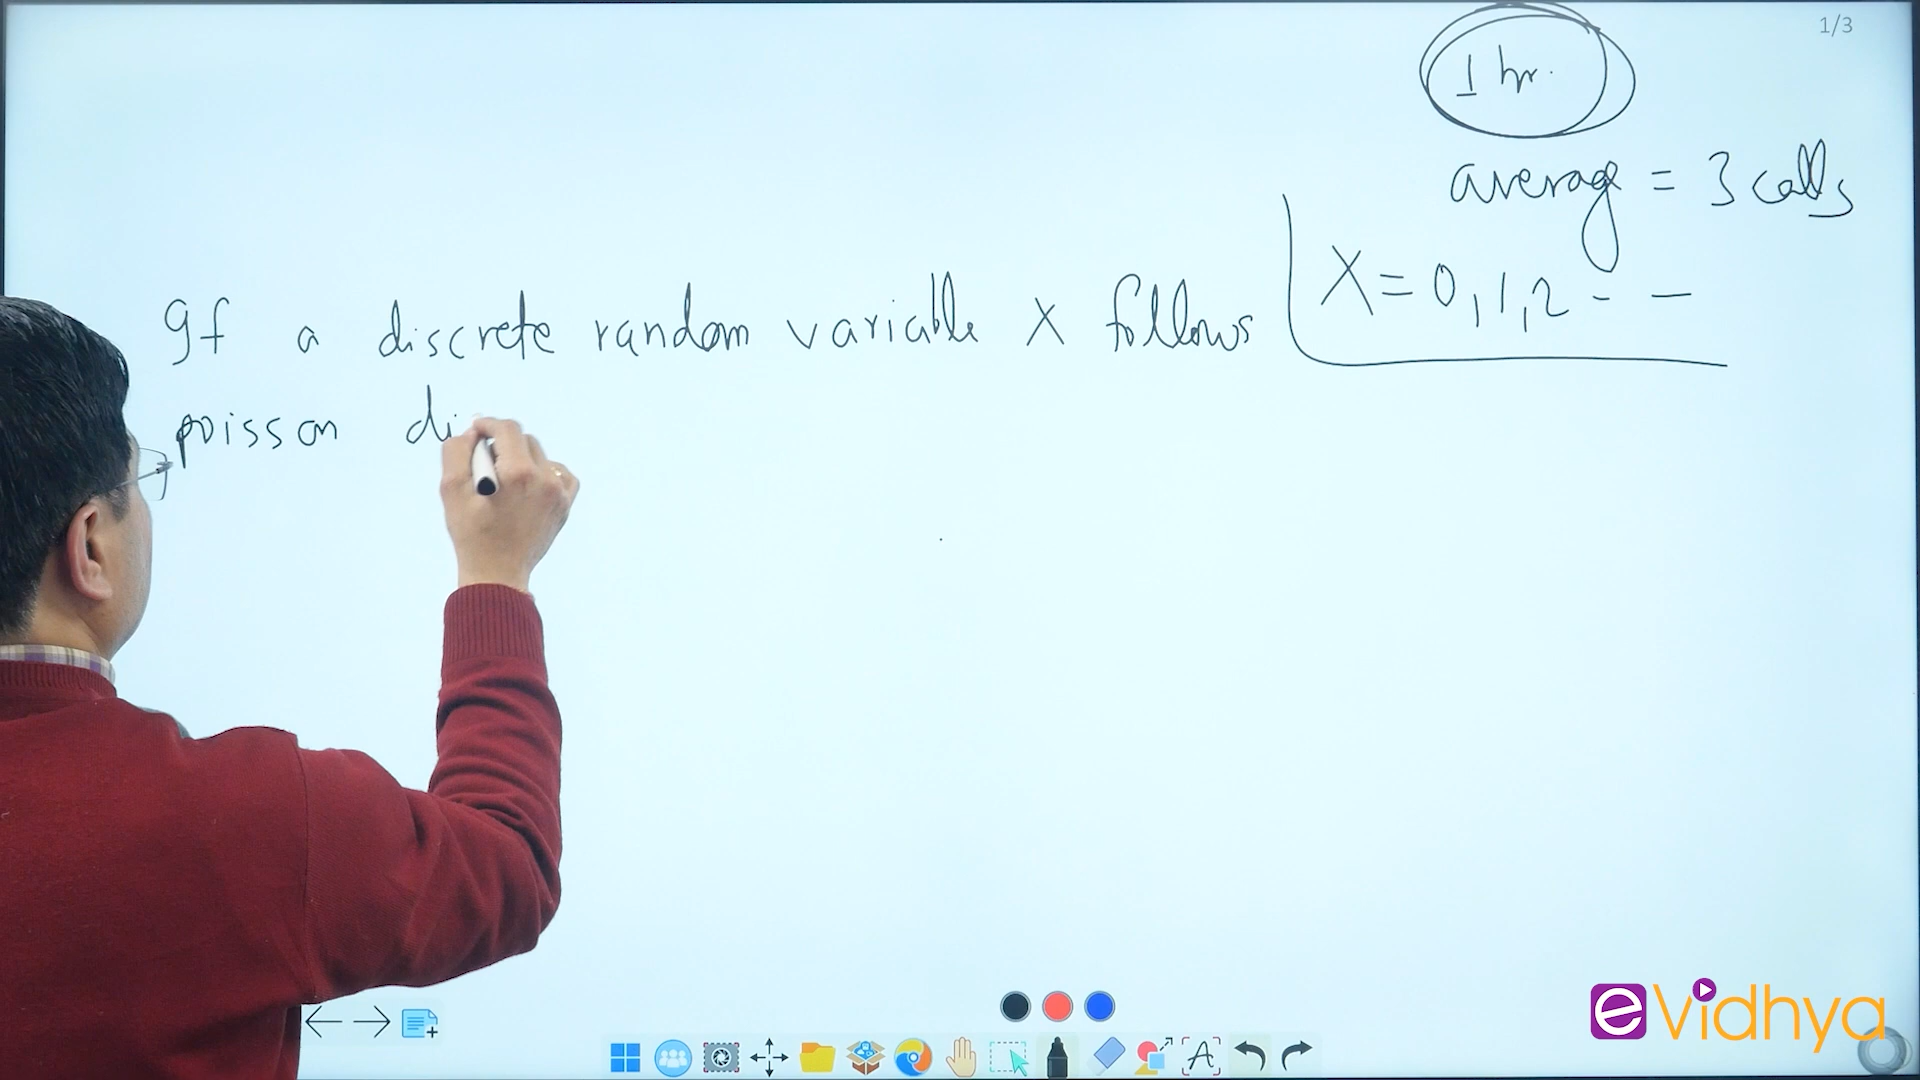 1/3
1 hr.
average = 3 calls
X = 0, 1, 2 - -
If a discrete random variable X follows
poisson di
eVidhya